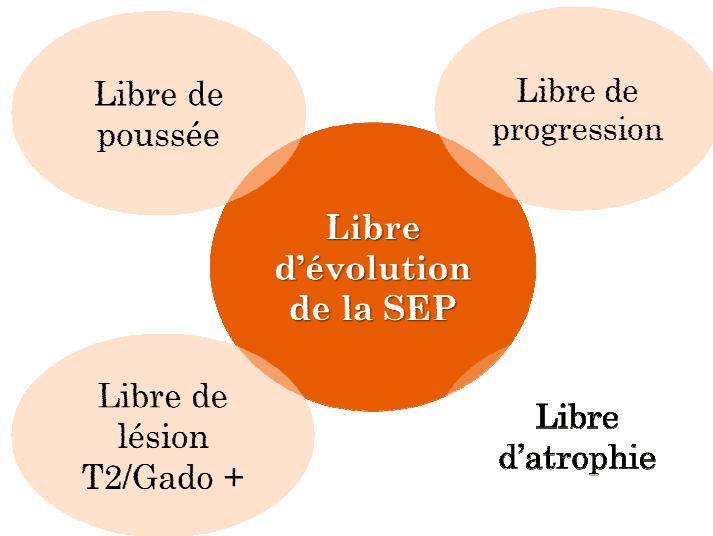 Libre de
poussée
Libre de
progression
Libre
d’évolution
de la SEP
Libre de
lésion
T2/Gado +
Libre
d’atrophie